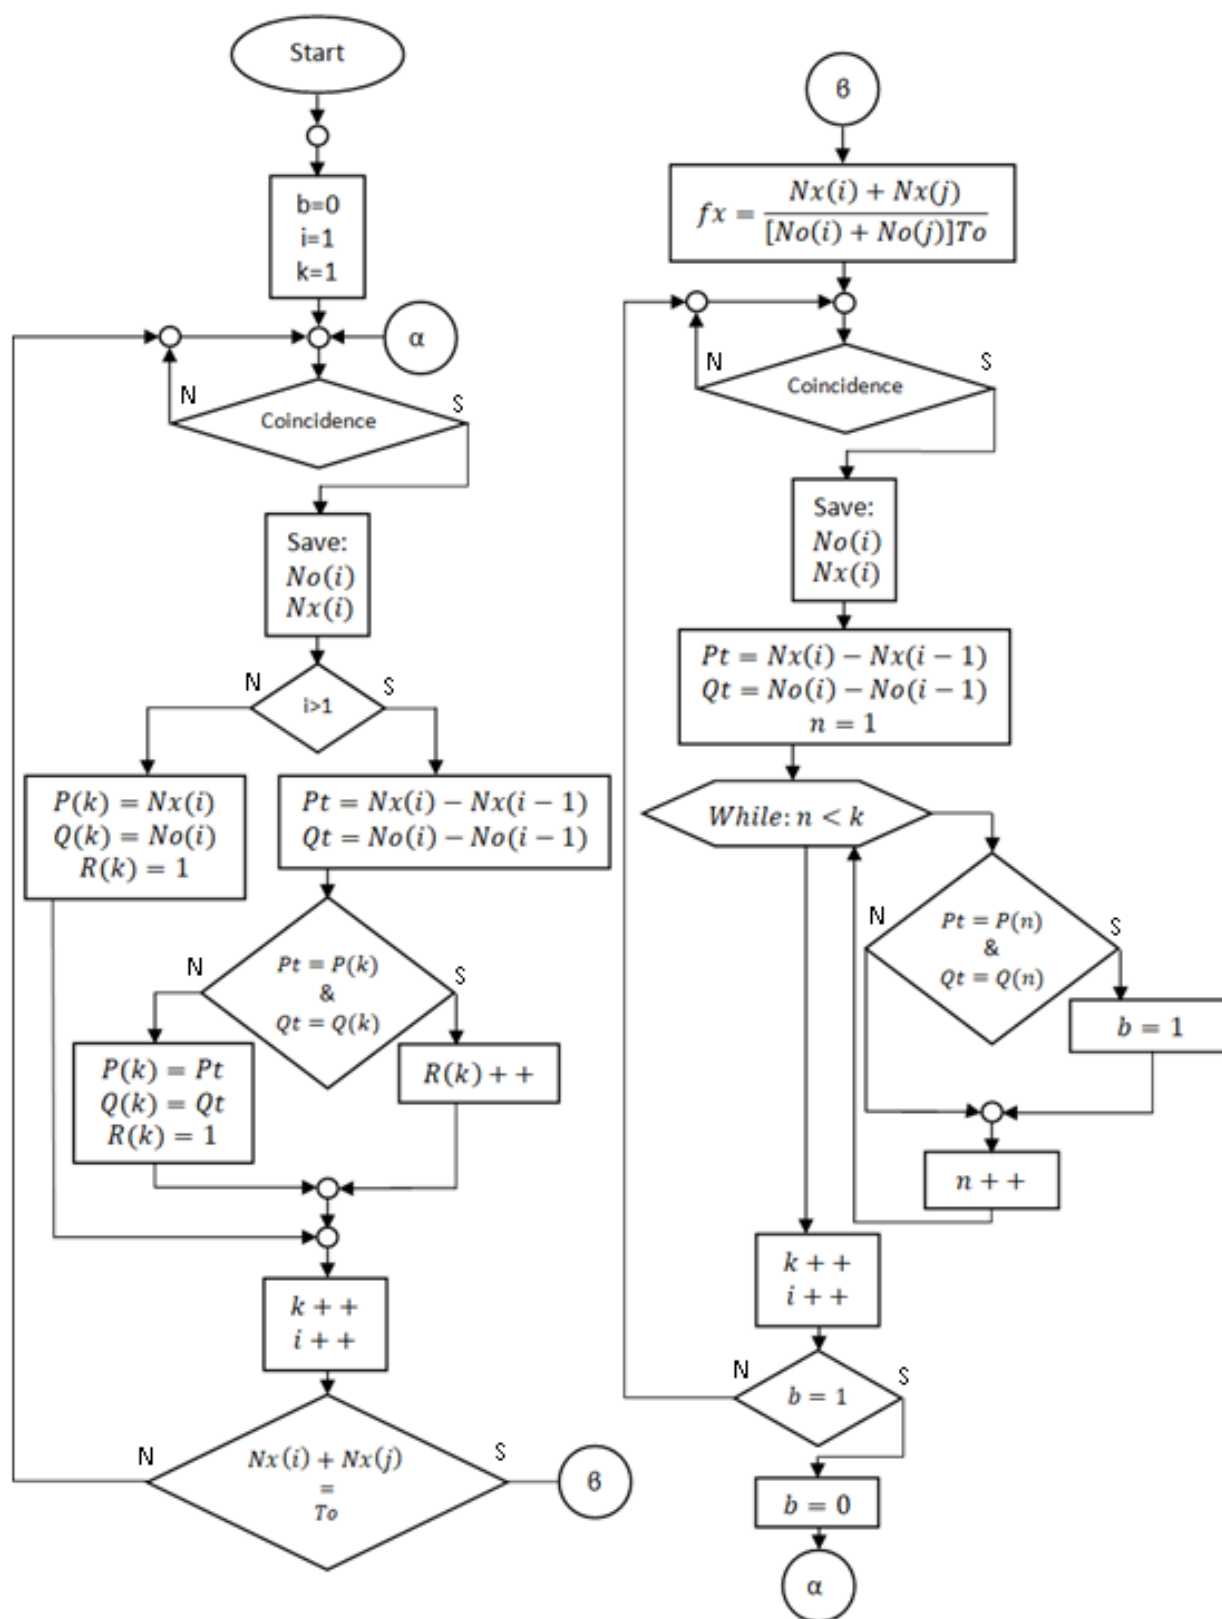 Start
b=0
i=1
k=1
α
N
S
Coincidence
Save:
No(i)
Nx(i)
N
S
i>1
P(k) = Nx(i)
Q(k) = No(i)
R(k) = 1
Pt = Nx(i) − Nx(i − 1)
Qt = No(i) − No(i − 1)
N
S
Pt = P(k)
&
Qt = Q(k)
P(k) = Pt
Q(k) = Qt
R(k) = 1
R(k) + +
k + +
i + +
N
S
Nx(i) + Nx(j)
=
To
β
β
fx = \frac{Nx(i) + Nx(j)}{[No(i) + No(j)]To}
N
S
Coincidence
Save:
No(i)
Nx(i)
Pt = Nx(i) − Nx(i − 1)
Qt = No(i) − No(i − 1)
n = 1
While: n < k
N
S
Pt = P(n)
&
Qt = Q(n)
b = 1
n + +
k + +
i + +
N
S
b = 1
b = 0
α